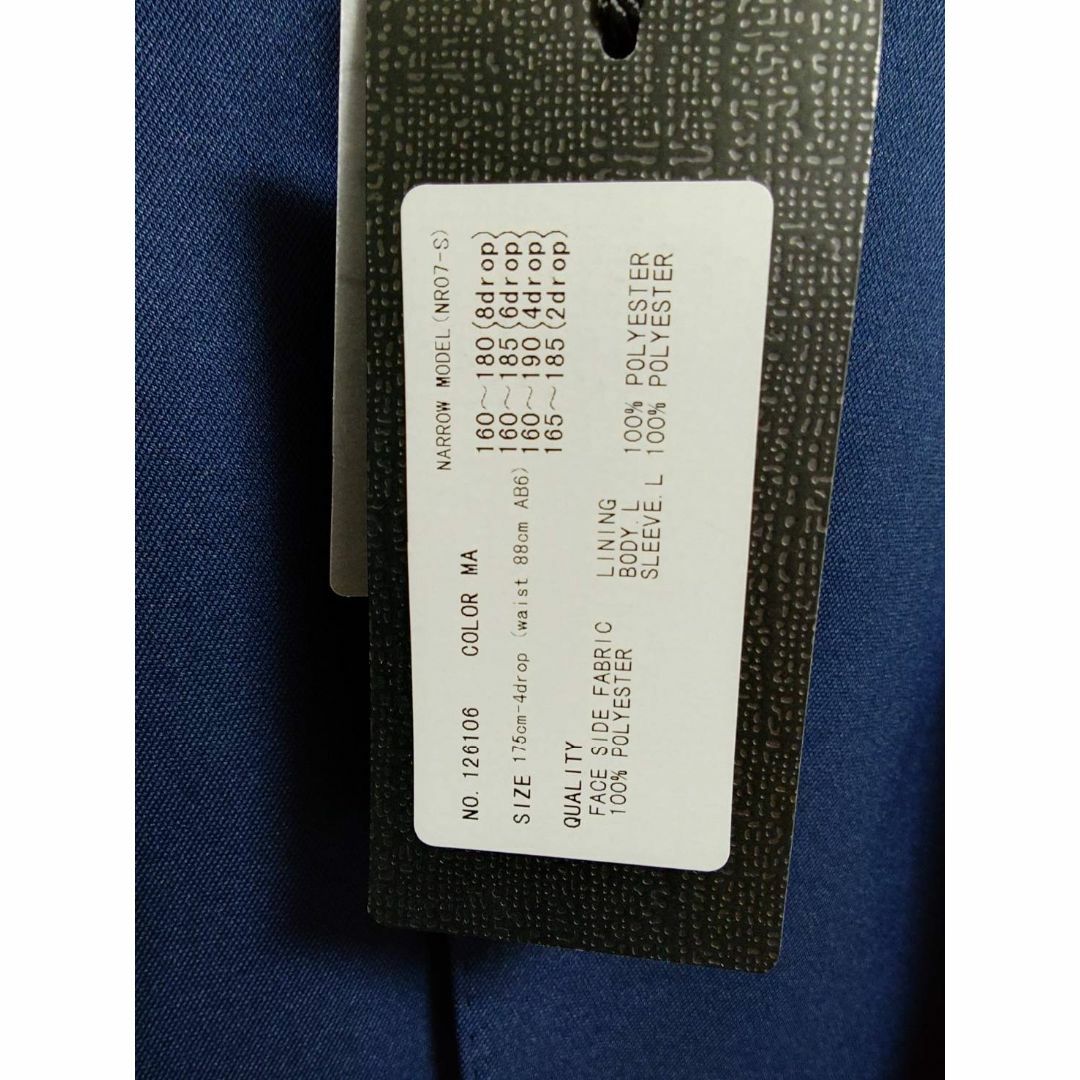 NARROW MODEL(NR07-S)
NO. 126106 COLOR MA
160～180(8drop)
160～185(6drop)
SIZE 175cm-4drop (waist 88cm AB6) 160～190(4drop)
165～185(2drop)
QUALITY
FACE SIDE FABRIC LINING
100% POLYESTER BODY. L 100% POLYESTER
SLEEVE. L 100% POLYESTER